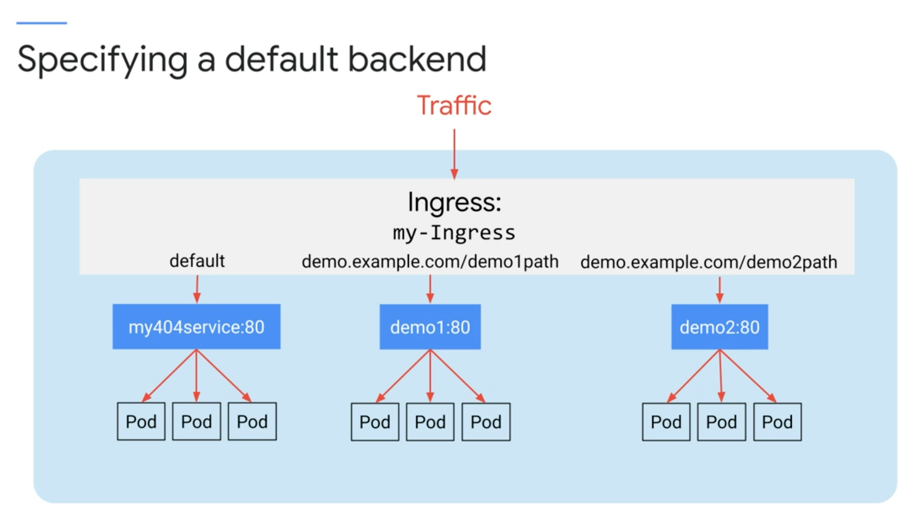 Specifying a default backend
Traffic
Ingress:
my-Ingress
default
demo.example.com/demo1path
demo.example.com/demo2path
my404service:80
demo1:80
demo2:80
Pod
Pod
Pod
Pod
Pod
Pod
Pod
Pod
Pod